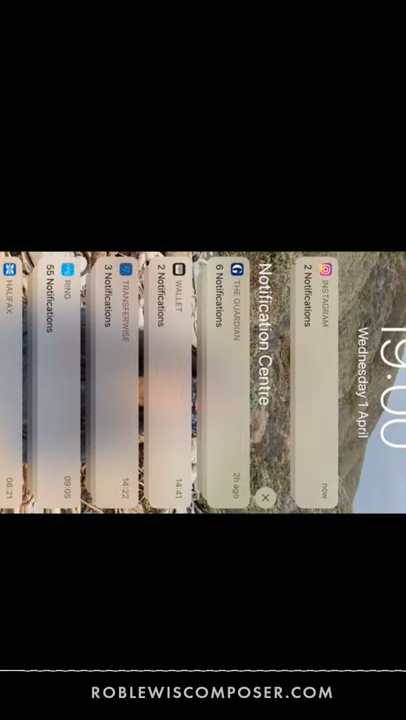 19:00
Wednesday 1 April
INSTAGRAM
now
2 Notifications
Notification Centre
THE GUARDIAN
2h ago
6 Notifications
WALLET
14:41
2 Notifications
TRANSFERWISE
14:22
3 Notifications
RING
09:05
55 Notifications
HALIFAX
08:21
ROBLEWISCOMPOSER.COM